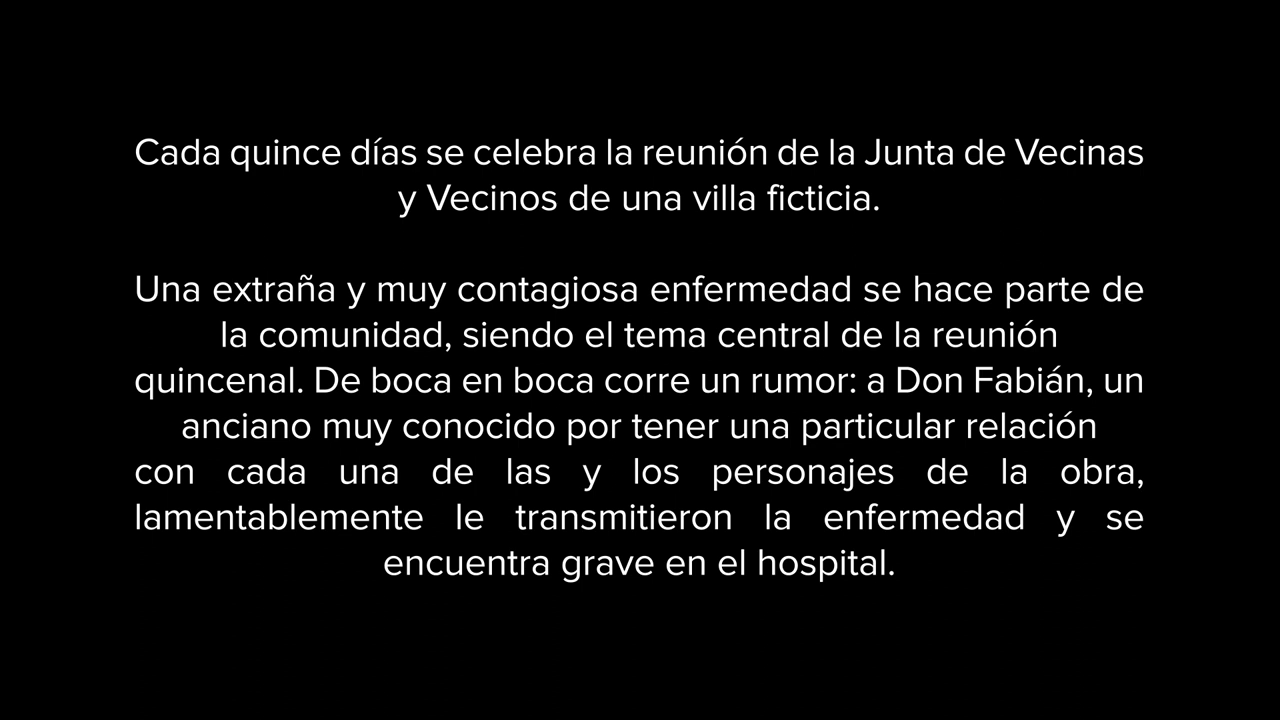 Cada quince días se celebra la reunión de la Junta de Vecinas
y Vecinos de una villa ficticia.
Una extraña y muy contagiosa enfermedad se hace parte de
la comunidad, siendo el tema central de la reunión
quincenal. De boca en boca corre un rumor: a Don Fabián, un
anciano muy conocido por tener una particular relación
con cada una de las y los personajes de la obra,
lamentablemente le transmitieron la enfermedad y se
encuentra grave en el hospital.